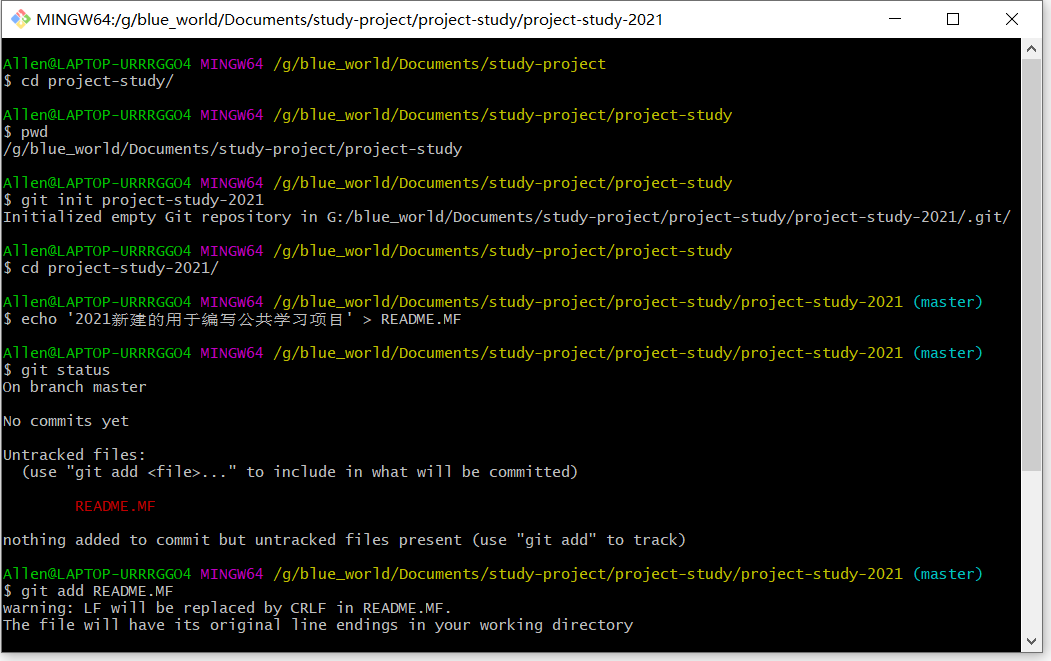 MINGW64:/g/blue_world/Documents/study-project/project-study/project-study-2021
Allen@LAPTOP-URRRGGO4 MINGW64 /g/blue_world/Documents/study-project
$ cd project-study/
Allen@LAPTOP-URRRGGO4 MINGW64 /g/blue_world/Documents/study-project/project-study
$ pwd
/g/blue_world/Documents/study-project/project-study
Allen@LAPTOP-URRRGGO4 MINGW64 /g/blue_world/Documents/study-project/project-study
$ git init project-study-2021
Initialized empty Git repository in G:/blue_world/Documents/study-project/project-study/project-study-2021/.git/
Allen@LAPTOP-URRRGGO4 MINGW64 /g/blue_world/Documents/study-project/project-study
$ cd project-study-2021/
Allen@LAPTOP-URRRGGO4 MINGW64 /g/blue_world/Documents/study-project/project-study/project-study-2021 (master)
$ echo '2021新建的用于编写公共学习项目' > README.MF
Allen@LAPTOP-URRRGGO4 MINGW64 /g/blue_world/Documents/study-project/project-study/project-study-2021 (master)
$ git status
On branch master
No commits yet
Untracked files:
(use "git add <file>..." to include in what will be committed)
README.MF
nothing added to commit but untracked files present (use "git add" to track)
Allen@LAPTOP-URRRGGO4 MINGW64 /g/blue_world/Documents/study-project/project-study/project-study-2021 (master)
$ git add README.MF
warning: LF will be replaced by CRLF in README.MF.
The file will have its original line endings in your working directory